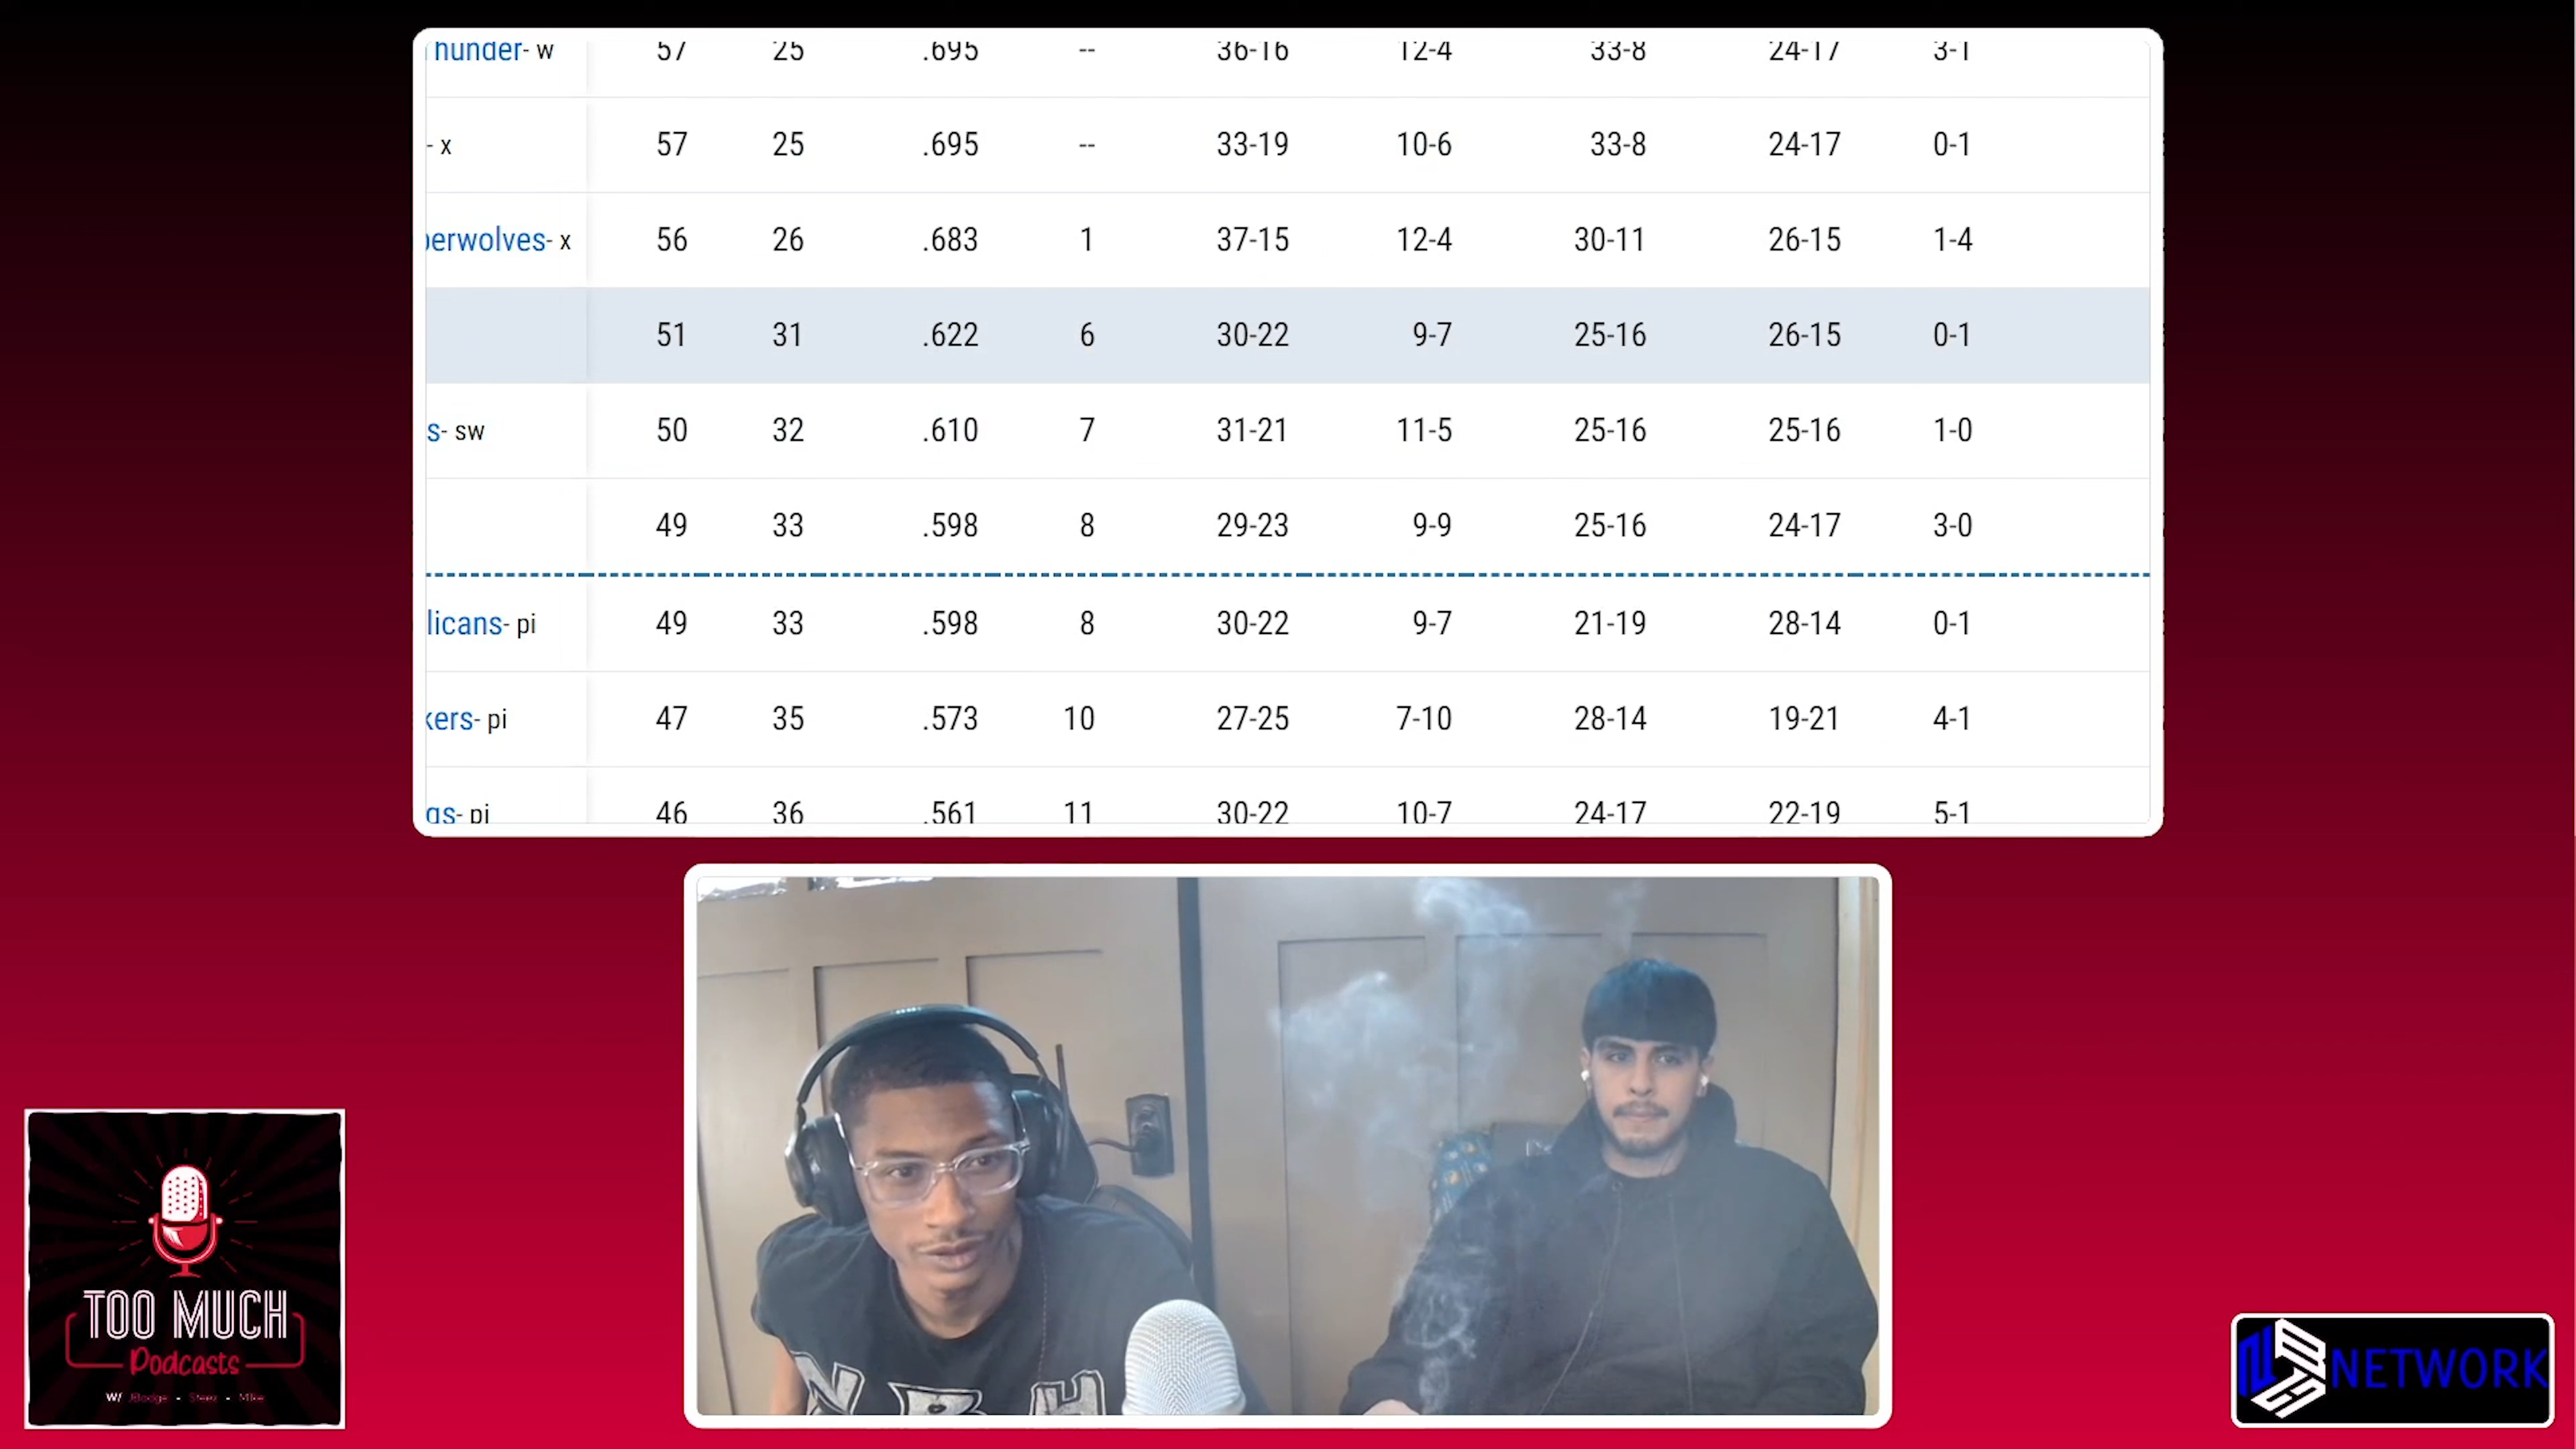 hunder- w 57 25 .695 -- 36-16 12-4 33-8 24-17 3-1
- x 57 25 .695 -- 33-19 10-6 33-8 24-17 0-1
berwolves- x 56 26 .683 1 37-15 12-4 30-11 26-15 1-4
51 31 .622 6 30-22 9-7 25-16 26-15 0-1
s- sw 50 32 .610 7 31-21 11-5 25-16 25-16 1-0
49 33 .598 8 29-23 9-9 25-16 24-17 3-0
licans- pi 49 33 .598 8 30-22 9-7 21-19 28-14 0-1
kers- pi 47 35 .573 10 27-25 7-10 28-14 19-21 4-1
gs- pi 46 36 .561 11 30-22 10-7 24-17 22-19 5-1
TOO MUCH
Podcasts
W/ JBodge - Steez - Mike
NBH
NETWORK